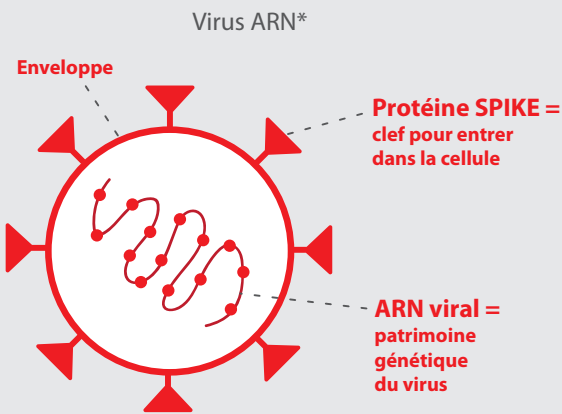 Virus ARN*
Enveloppe
Protéine SPIKE =
clef pour entrer
dans la cellule
ARN viral =
patrimoine
génétique
du virus